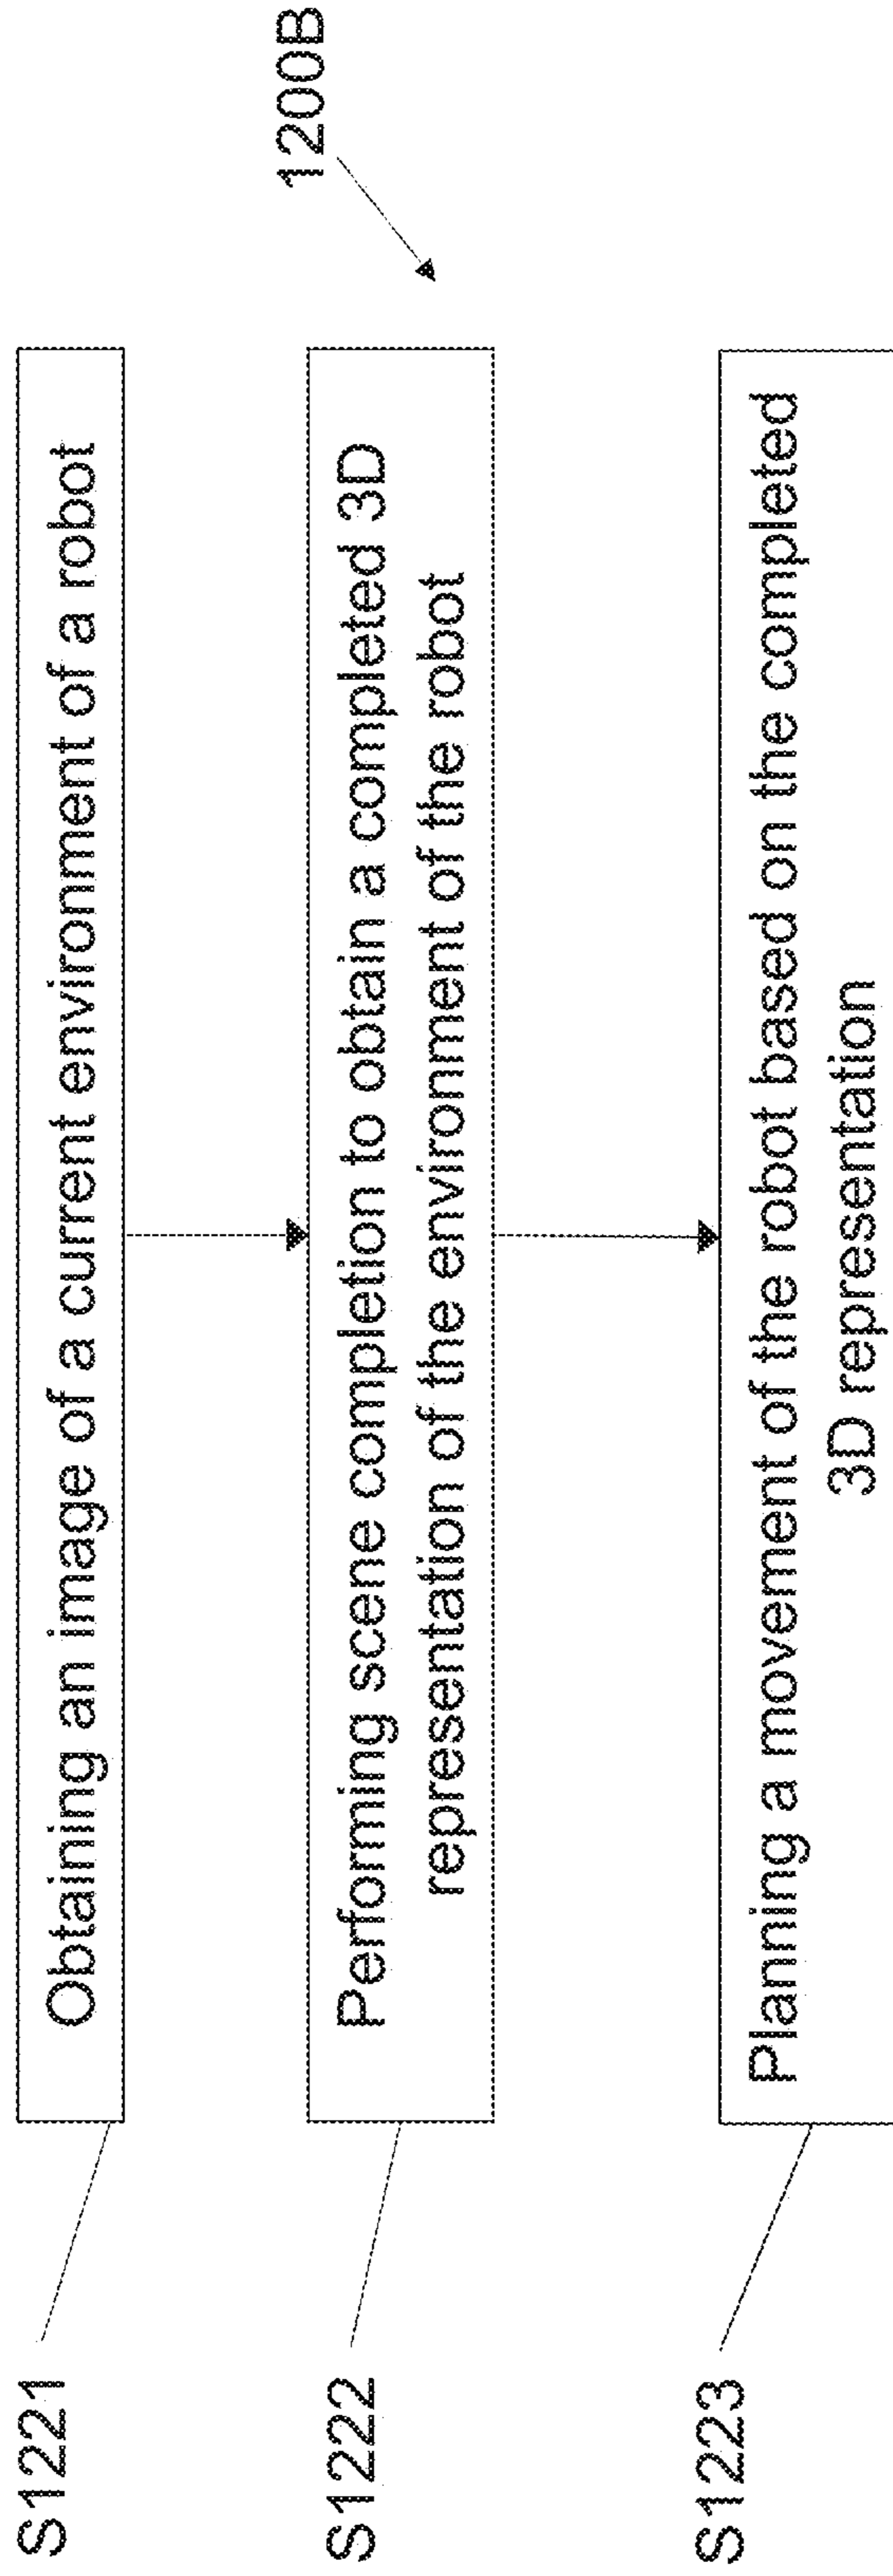 1200B
S1221
Obtaining an image of a current environment of a robot
S1222
Performing scene completion to obtain a completed 3D
representation of the environment of the robot
S1223
Planning a movement of the robot based on the completed
3D representation